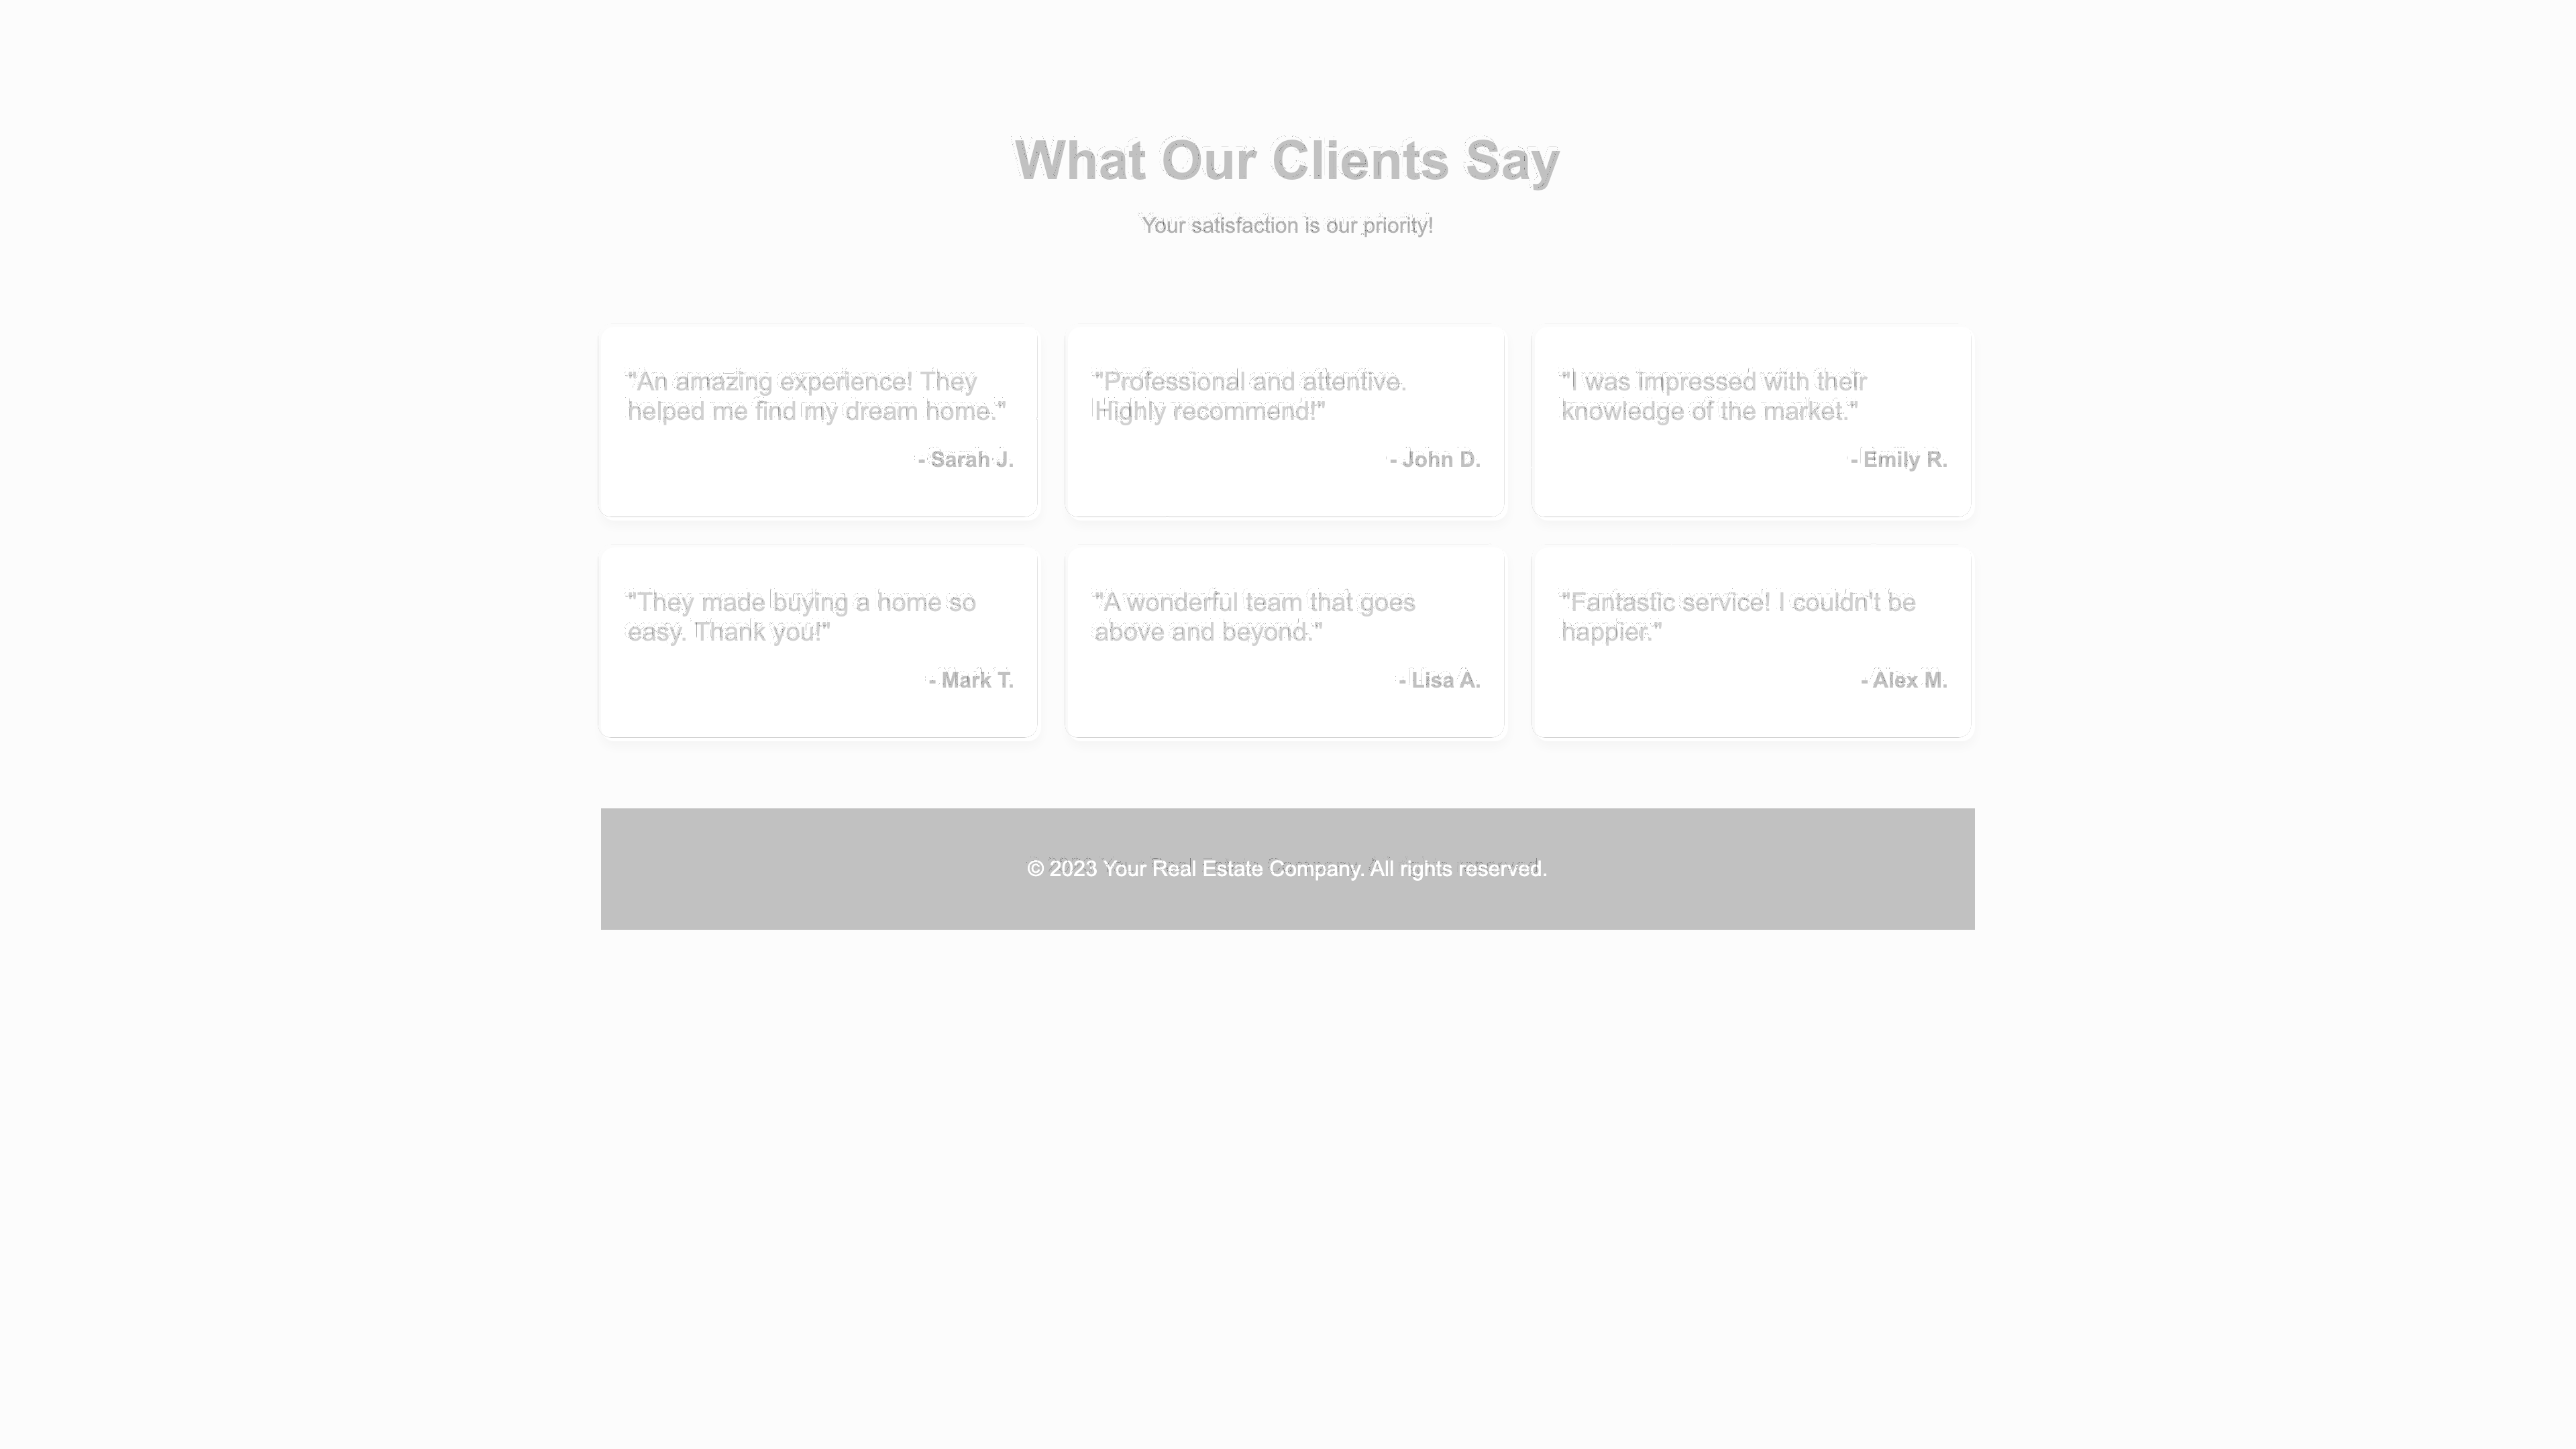 What Our Clients Say
Your satisfaction is our priority!
"An amazing experience! They
helped me find my dream home."
- Sarah J.
"Professional and attentive.
Highly recommend!"
- John D.
"I was impressed with their
knowledge of the market."
- Emily R.
"They made buying a home so
easy. Thank you!"
- Mark T.
"A wonderful team that goes
above and beyond."
- Lisa A.
"Fantastic service! I couldn't be
happier."
- Alex M.
© 2023 Your Real Estate Company. All rights reserved.